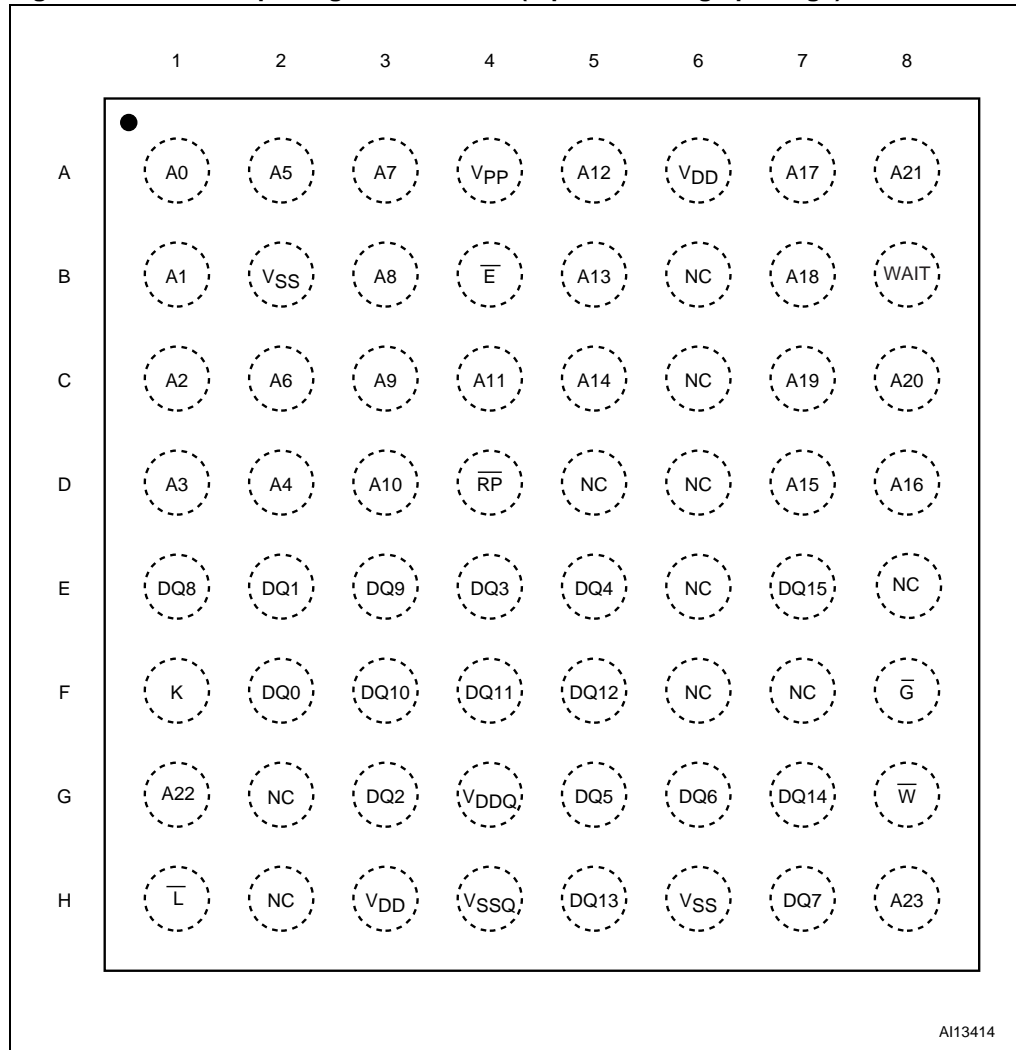 1 2 3 4 5 6 7 8
A A0 A5 A7 VPP A12 VDD A17 A21
B A1 VSS A8 E̅ A13 NC A18 WAIT
C A2 A6 A9 A11 A14 NC A19 A20
D A3 A4 A10 R̅P̅ NC NC A15 A16
E DQ8 DQ1 DQ9 DQ3 DQ4 NC DQ15 NC
F K DQ0 DQ10 DQ11 DQ12 NC NC G̅
G A22 NC DQ2 VDDQ DQ5 DQ6 DQ14 W̅
H L̅ NC VDD VSSQ DQ13 VSS DQ7 A23
AI13414